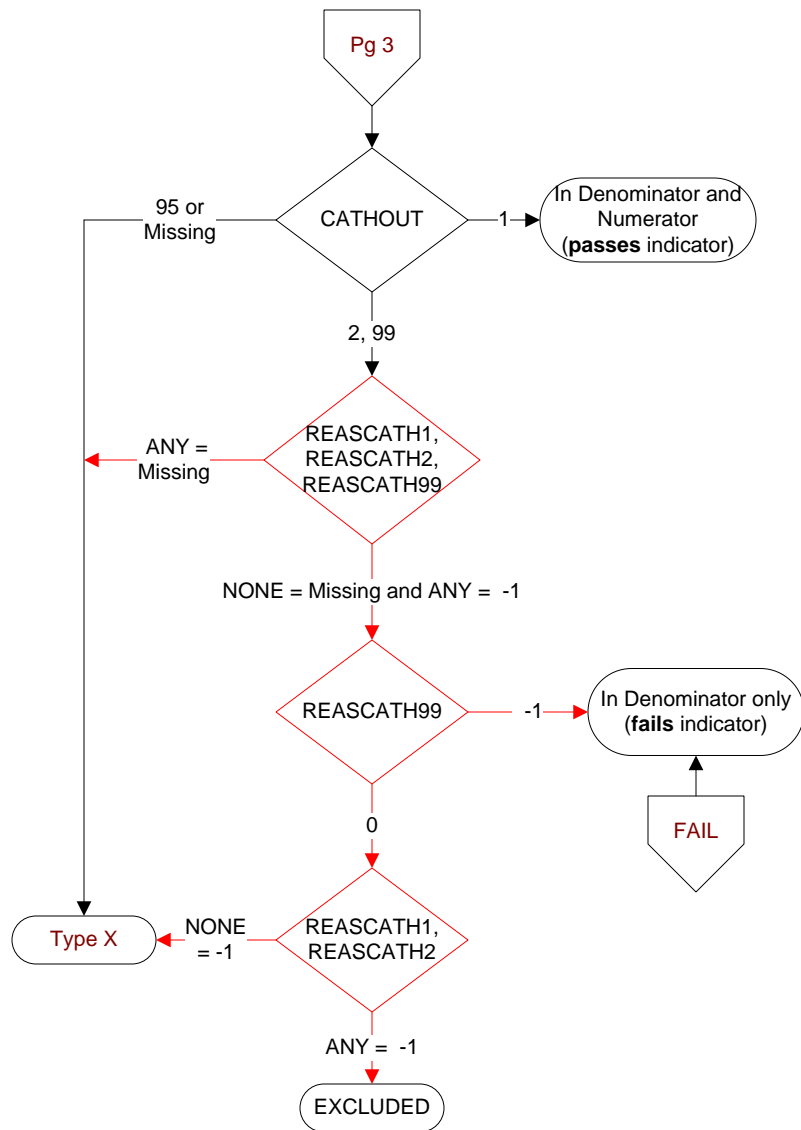 Pg 3
95 or
Missing
CATHOUT
1
In Denominator and
Numerator
(passes indicator)
2, 99
ANY =
Missing
REASCATH1,
REASCATH2,
REASCATH99
NONE = Missing and ANY = -1
REASCATH99
-1
In Denominator only
(fails indicator)
0
FAIL
Type X
NONE
= -1
REASCATH1,
REASCATH2
ANY = -1
EXCLUDED